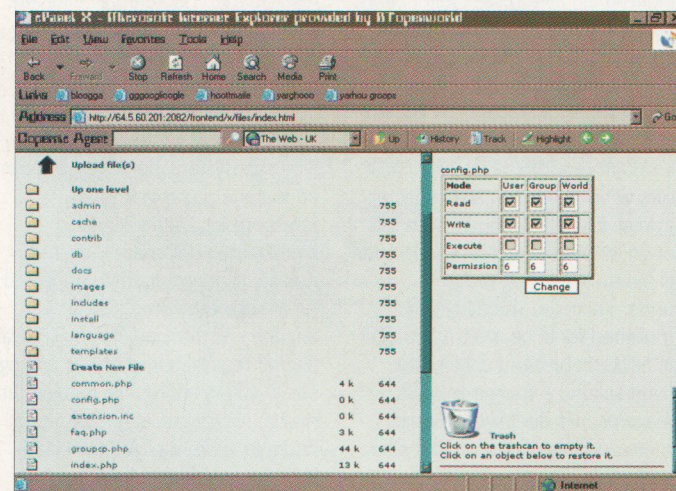 cPanel X - Microsoft Internet Explorer provided by BTopenworld
File Edit View Favorites Tools Help
Back Forward Stop Refresh Home Search Media Print
Links bloogga gggooglicogle hootmaile yarghooo yarhou groops
Address http://64.5.60.201:2082/frontend/x/files/index.html Go
Copernic Agent The Web - UK Up History Track Highlight
Upload file(s)
Up one level
admin 755
cache 755
contrib 755
db 755
docs 755
images 755
includes 755
install 755
language 755
templates 755
Create New File
common.php 4 k 644
config.php 0 k 644
extension.inc 0 k 644
faq.php 3 k 644
groupcp.php 44 k 644
index.php 13 k 644
config.php
Mode User Group World
Read
Write
Execute
Permission 6 6 6
Change
Trash
Click on the trashcan to empty it.
Click on an object below to restore it.
Internet